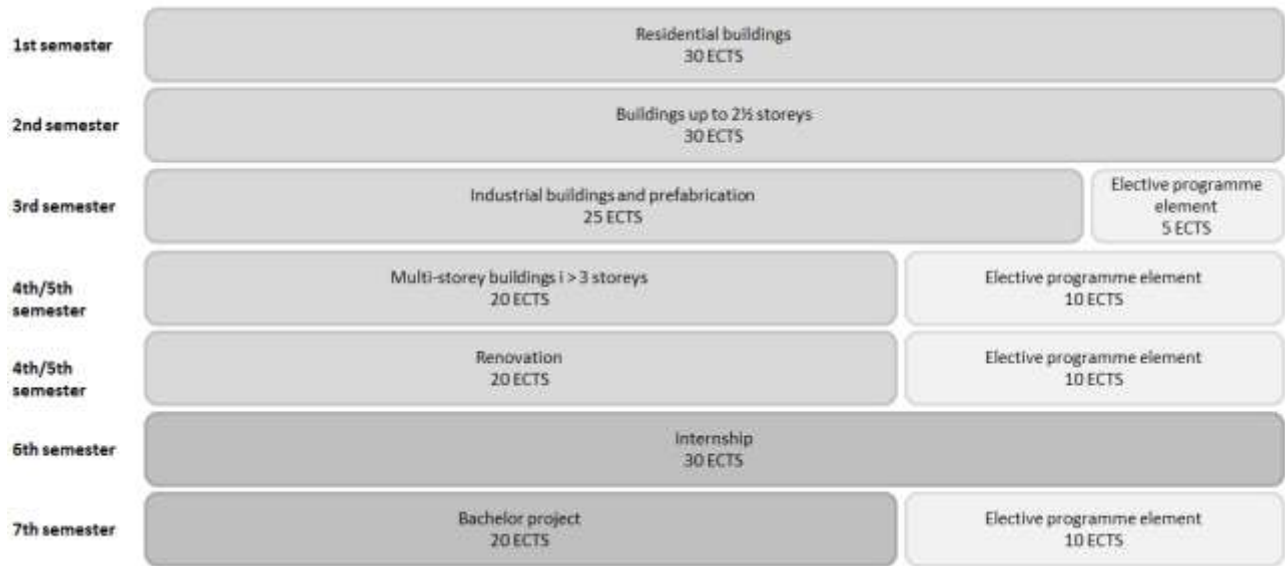 1st semester
Residential buildings
30 ECTS
2nd semester
Buildings up to 2½ storeys
30 ECTS
3rd semester
Industrial buildings and prefabrication
25 ECTS
Elective programme
element
5 ECTS
4th/5th
semester
Multi-storey buildings i > 3 storeys
20 ECTS
Elective programme element
10 ECTS
4th/5th
semester
Renovation
20 ECTS
Elective programme element
10 ECTS
6th semester
Internship
30 ECTS
7th semester
Bachelor project
20 ECTS
Elective programme element
10 ECTS